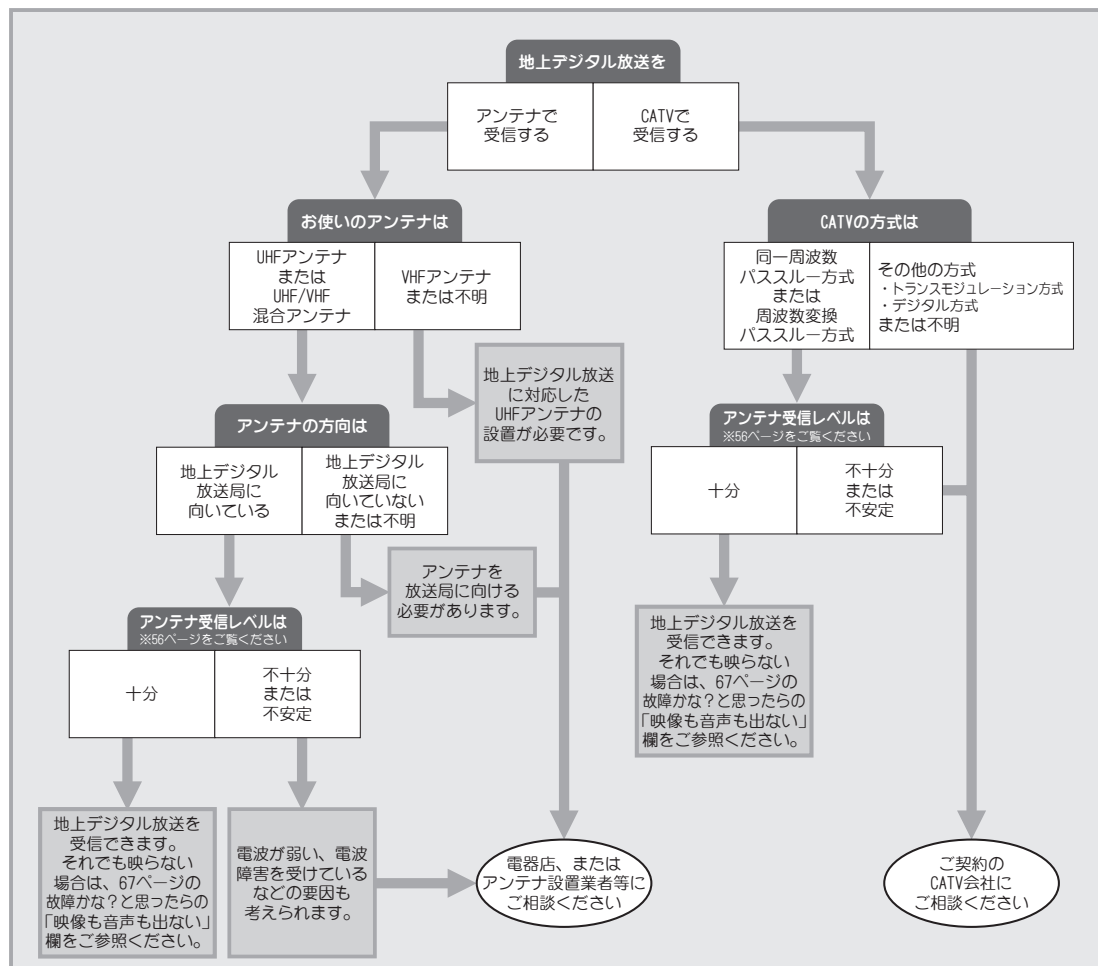 地上デジタル放送を
アンテナで
受信する
CATVで
受信する
お使いのアンテナは
UHFアンテナ
または
UHF/VHF
混合アンテナ
VHFアンテナ
または不明
CATVの方式は
同一周波数
パススルー方式
または
周波数変換
パススルー方式
その他の方式
・トランスモジュレーション方式
・デジタル方式
または不明
地上デジタル放送
に対応した
UHFアンテナの
設置が必要です。
アンテナの方向は
地上デジタル
放送局に
向いている
地上デジタル
放送局に
向いていない
または不明
アンテナ受信レベルは
※56ページをご覧ください
十分
不十分
または
不安定
アンテナを
放送局に向ける
必要があります。
アンテナ受信レベルは
※56ページをご覧ください
十分
不十分
または
不安定
地上デジタル放送を
受信できます。
それでも映らない
場合は、67ページの
故障かな?と思ったらの
「映像も音声も出ない」
欄をご参照ください。
地上デジタル放送を
受信できます。
それでも映らない
場合は、67ページの
故障かな?と思ったらの
「映像も音声も出ない」
欄をご参照ください。
電波が弱い、電波
障害を受けている
などの要因も
考えられます。
電器店、または
アンテナ設置業者等に
ご相談ください
ご契約の
CATV会社に
ご相談ください